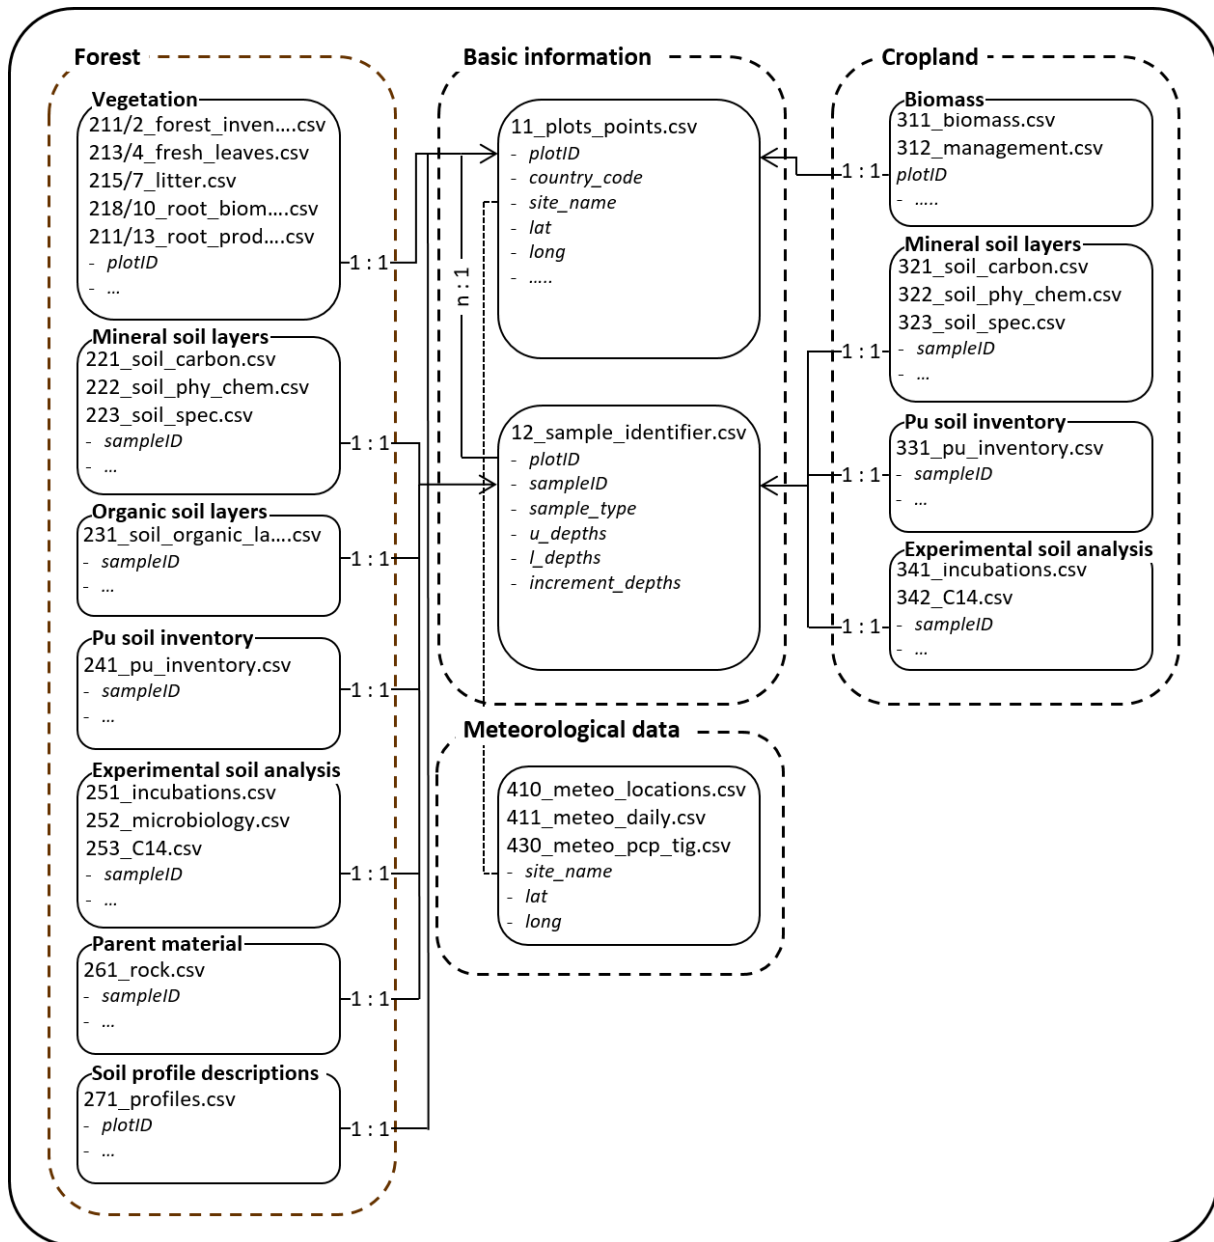 Forest
Vegetation
211/2_forest_inven....csv
213/4_fresh_leaves.csv
215/7_litter.csv
218/10_root_biom....csv
211/13_root_prod....csv
- plotID
- ...
1 : 1
Mineral soil layers
221_soil_carbon.csv
222_soil_phy_chem.csv
223_soil_spec.csv
- sampleID
- ...
1 : 1
Organic soil layers
231_soil_organic_la....csv
- sampleID
- ...
1 : 1
Pu soil inventory
241_pu_inventory.csv
- sampleID
- ...
1 : 1
Experimental soil analysis
251_incubations.csv
252_microbiology.csv
253_C14.csv
- sampleID
- ...
1 : 1
Parent material
261_rock.csv
- sampleID
- ...
1 : 1
Soil profile descriptions
271_profiles.csv
- plotID
- ...
1 : 1
Basic information
11_plots_points.csv
- plotID
- country_code
- site_name
- lat
- long
- .....
n : 1
12_sample_identifier.csv
- plotID
- sampleID
- sample_type
- u_depths
- l_depths
- increment_depths
Meteorological data
410_meteo_locations.csv
411_meteo_daily.csv
430_meteo_pcp_tig.csv
- site_name
- lat
- long
Cropland
Biomass
311_biomass.csv
312_management.csv
plotID
- .....
1 : 1
Mineral soil layers
321_soil_carbon.csv
322_soil_phy_chem.csv
323_soil_spec.csv
- sampleID
- ...
1 : 1
Pu soil inventory
331_pu_inventory.csv
- sampleID
- ...
1 : 1
Experimental soil analysis
341_incubations.csv
342_C14.csv
- sampleID
- ...
1 : 1